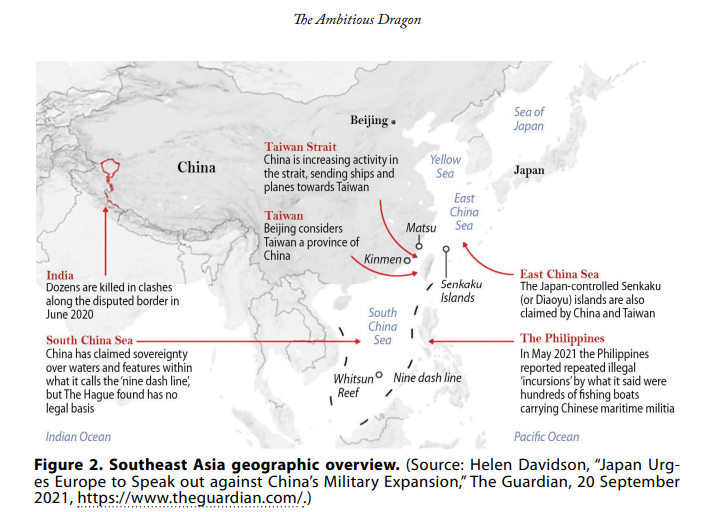 The Ambitious Dragon
Beijing
Sea of
Japan
Taiwan Strait
China is increasing activity in
the strait, sending ships and
planes towards Taiwan
Yellow
Sea
China
Japan
East
China
Sea
Taiwan
Beijing considers
Taiwan a province of
China
Matsu
Kinmen
India
Dozens are killed in clashes
along the disputed border in
June 2020
Senkaku
Islands
East China Sea
The Japan-controlled Senkaku
(or Diaoyu) islands are also
claimed by China and Taiwan
South
China
Sea
South China Sea
China has claimed sovereignty
over waters and features within
what it calls the 'nine dash line',
but The Hague found has no
legal basis
The Philippines
In May 2021 the Philippines
reported repeated illegal
'incursions' by what it said were
hundreds of fishing boats
carrying Chinese maritime militia
Whitsun
Reef
Nine dash line
Indian Ocean
Pacific Ocean
Figure 2. Southeast Asia geographic overview. (Source: Helen Davidson, “Japan Urg-
es Europe to Speak out against China’s Military Expansion,” The Guardian, 20 September
2021, https://www.theguardian.com/.)